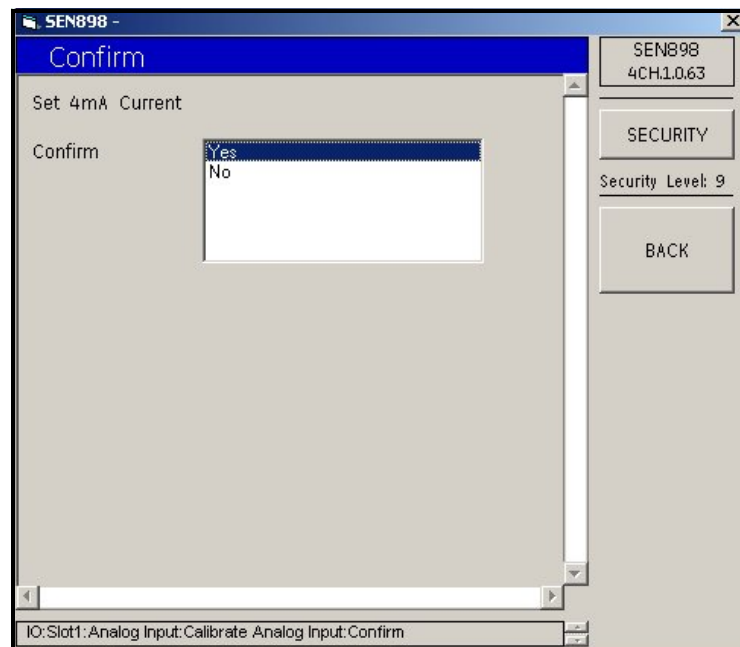 SEN898 -
Confirm
Set 4mA Current
Confirm
Yes
No
SEN898
4CH.1.0.63
SECURITY
Security Level: 9
BACK
IO:Slot1:Analog Input:Calibrate Analog Input:Confirm